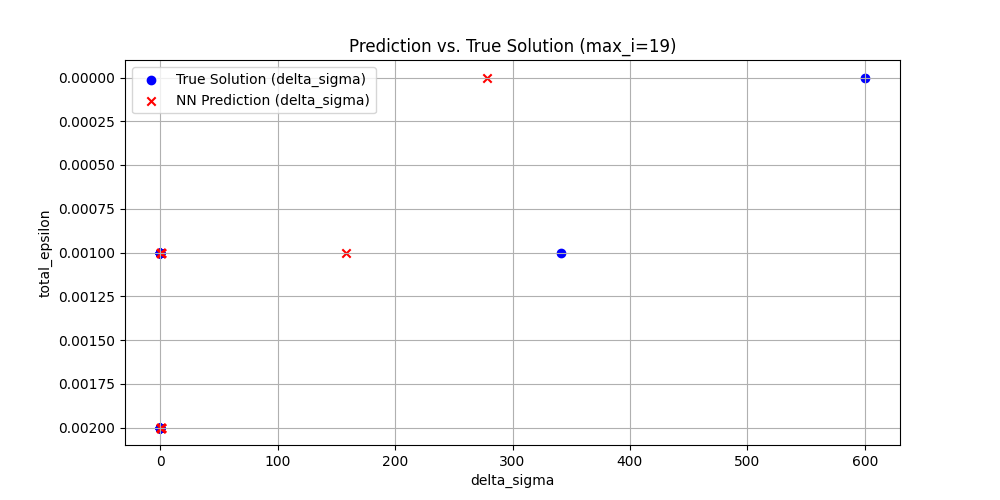 Prediction vs. True Solution (max_i=19)
True Solution (delta_sigma)
NN Prediction (delta_sigma)
total_epsilon
0.00000
0.00025
0.00050
0.00075
0.00100
0.00125
0.00150
0.00175
0.00200
0 100 200 300 400 500 600
delta_sigma